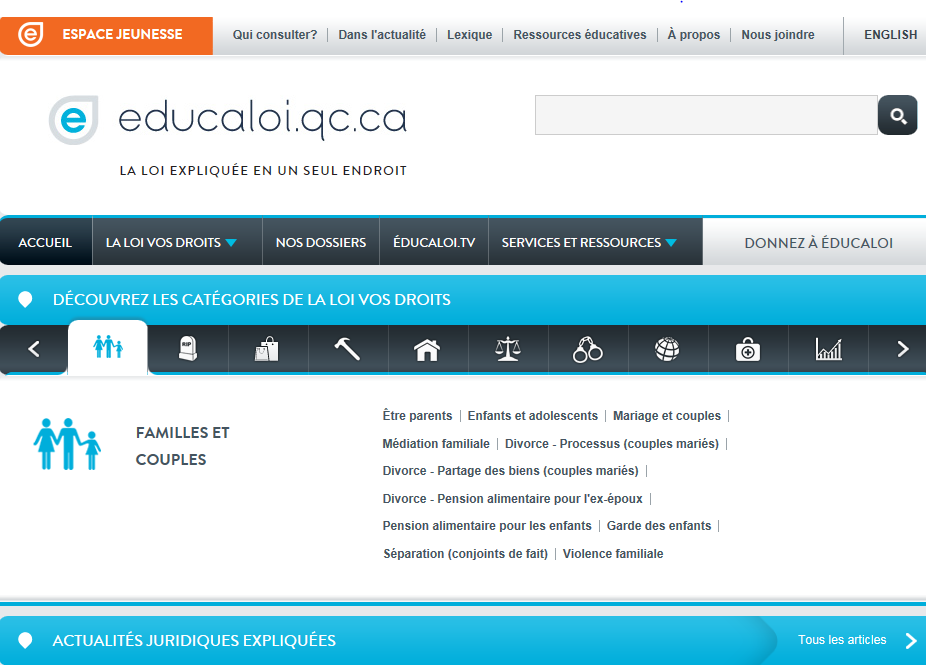 ESPACE JEUNESSE Qui consulter? | Dans l'actualité | Lexique | Ressources éducatives | À propos | Nous joindre ENGLISH
e educaloi.qc.ca
LA LOI EXPLIQUÉE EN UN SEUL ENDROIT
ACCUEIL LA LOI VOS DROITS NOS DOSSIERS ÉDUCALOI.TV SERVICES ET RESSOURCES DONNEZ À ÉDUCALOI
DÉCOUVREZ LES CATÉGORIES DE LA LOI VOS DROITS
RIP
FAMILLES ET
COUPLES
Être parents | Enfants et adolescents | Mariage et couples |
Médiation familiale | Divorce - Processus (couples mariés) |
Divorce - Partage des biens (couples mariés) |
Divorce - Pension alimentaire pour l'ex-époux |
Pension alimentaire pour les enfants | Garde des enfants |
Séparation (conjoints de fait) | Violence familiale
ACTUALITÉS JURIDIQUES EXPLIQUÉES Tous les articles